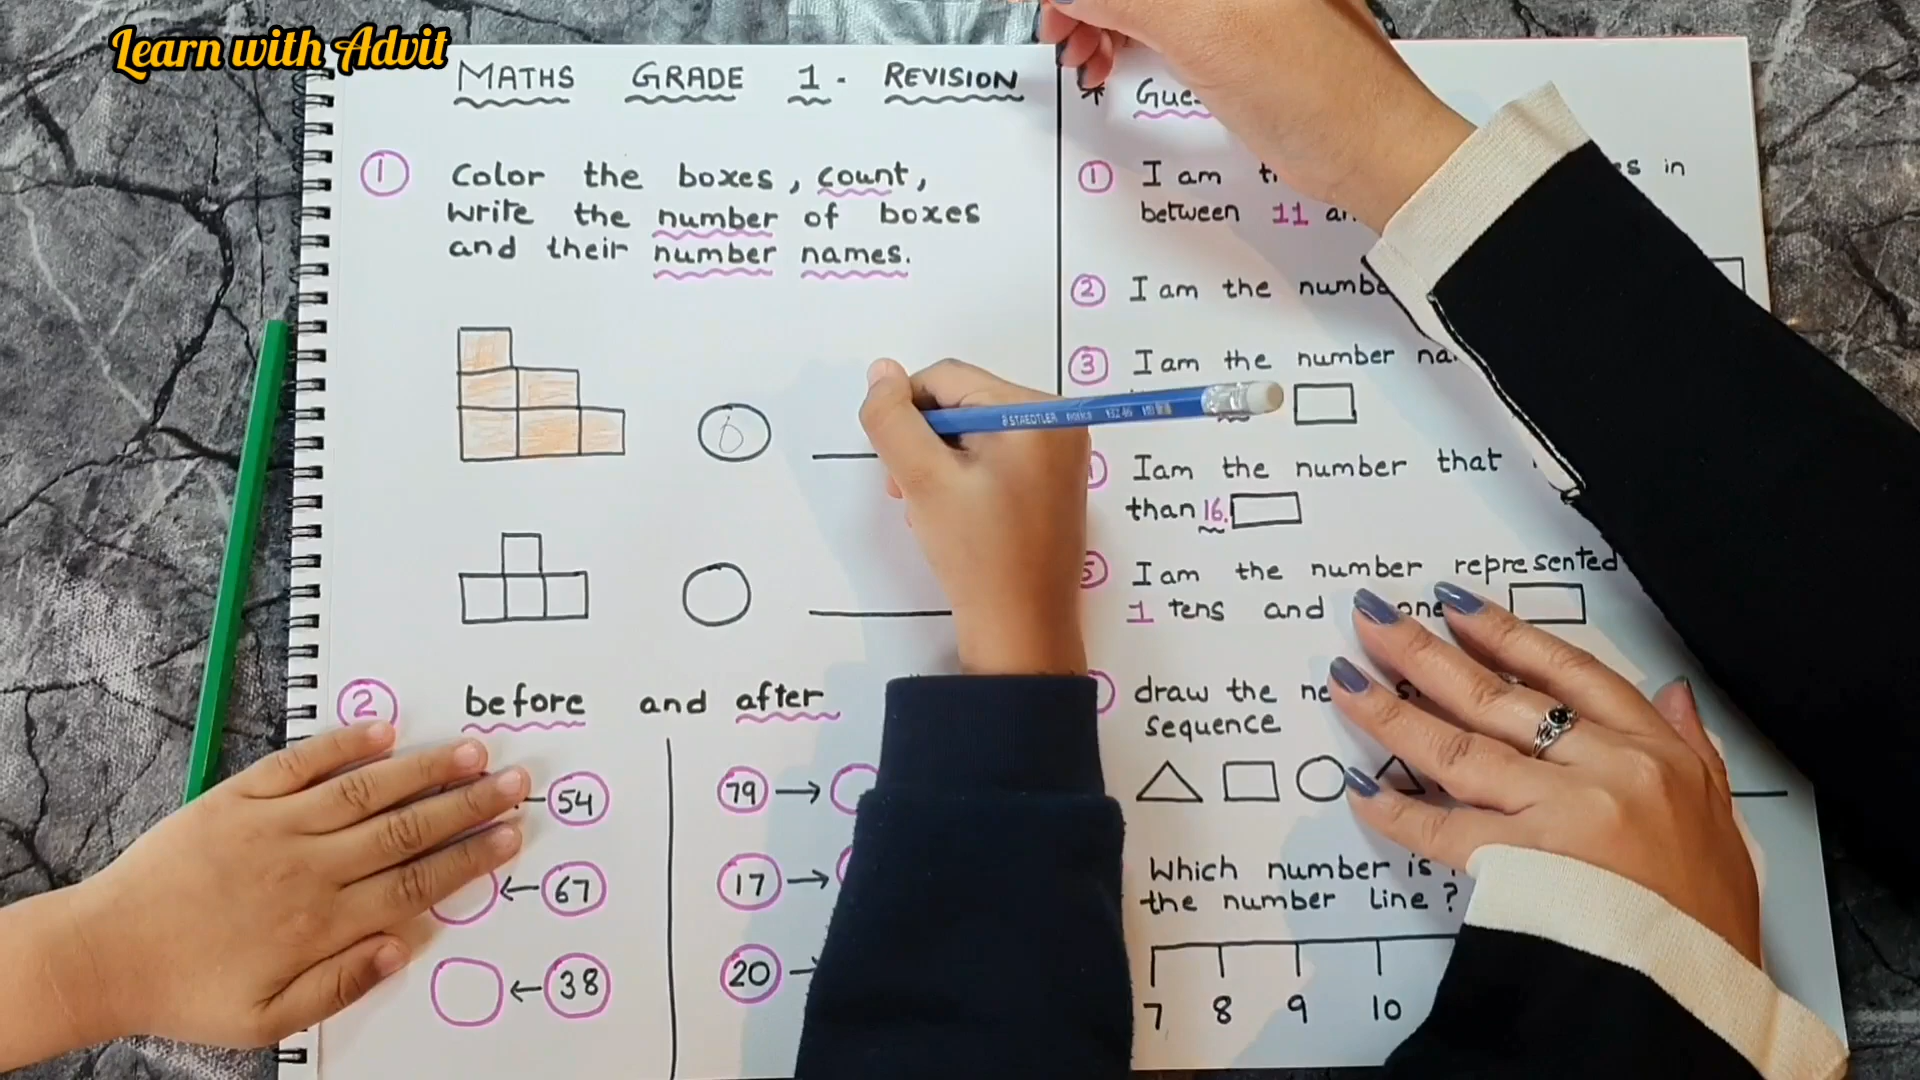 Learn with Advit
MATHS GRADE 1 - REVISION
1 Color the boxes, count,
write the number of boxes
and their number names.
6
2 before and after
54
67
38
79
17
20
1 I am in
between 11
2 I am the
3 I am the number
I am the number that
than 16.
5 I am the number represented
1 tens and
draw the
sequence
Which number is
the number line ?
7 8 9 10
STAEDTLER